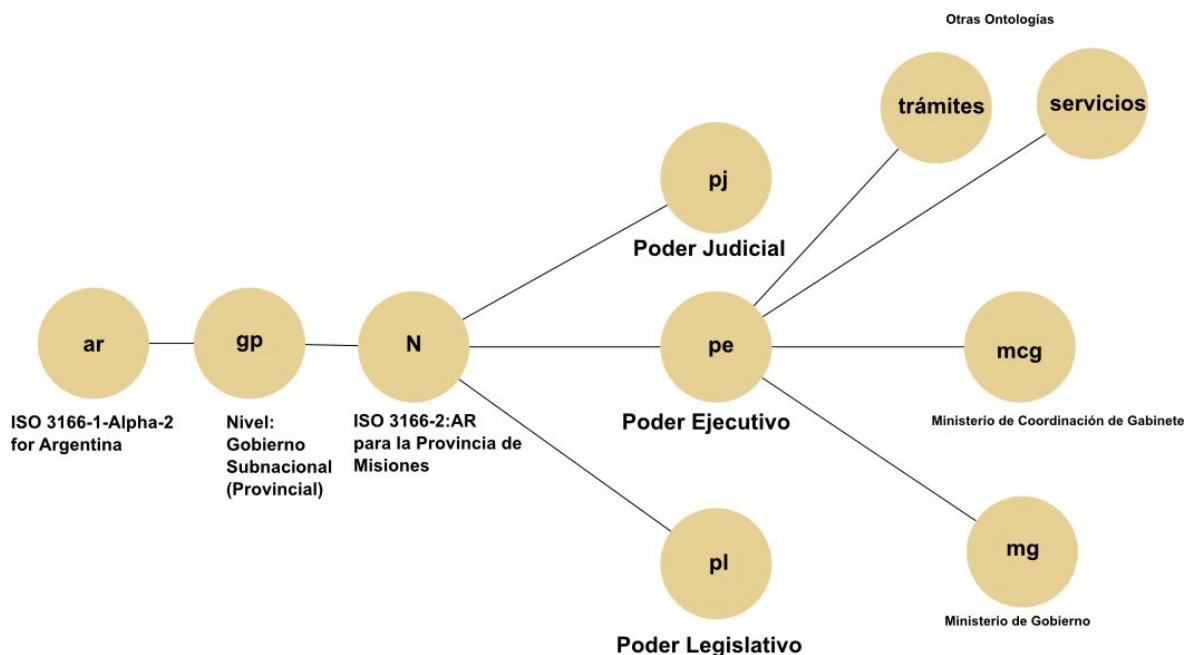 Otras Ontologías
trámites
servicios
pj
Poder Judicial
ar
gp
N
pe
mcg
ISO 3166-1-Alpha-2
for Argentina
Nivel:
Gobierno
Subnacional
(Provincial)
ISO 3166-2:AR
para la Provincia de
Misiones
Poder Ejecutivo
Ministerio de Coordinación de Gabinete
pl
Poder Legislativo
mg
Ministerio de Gobierno